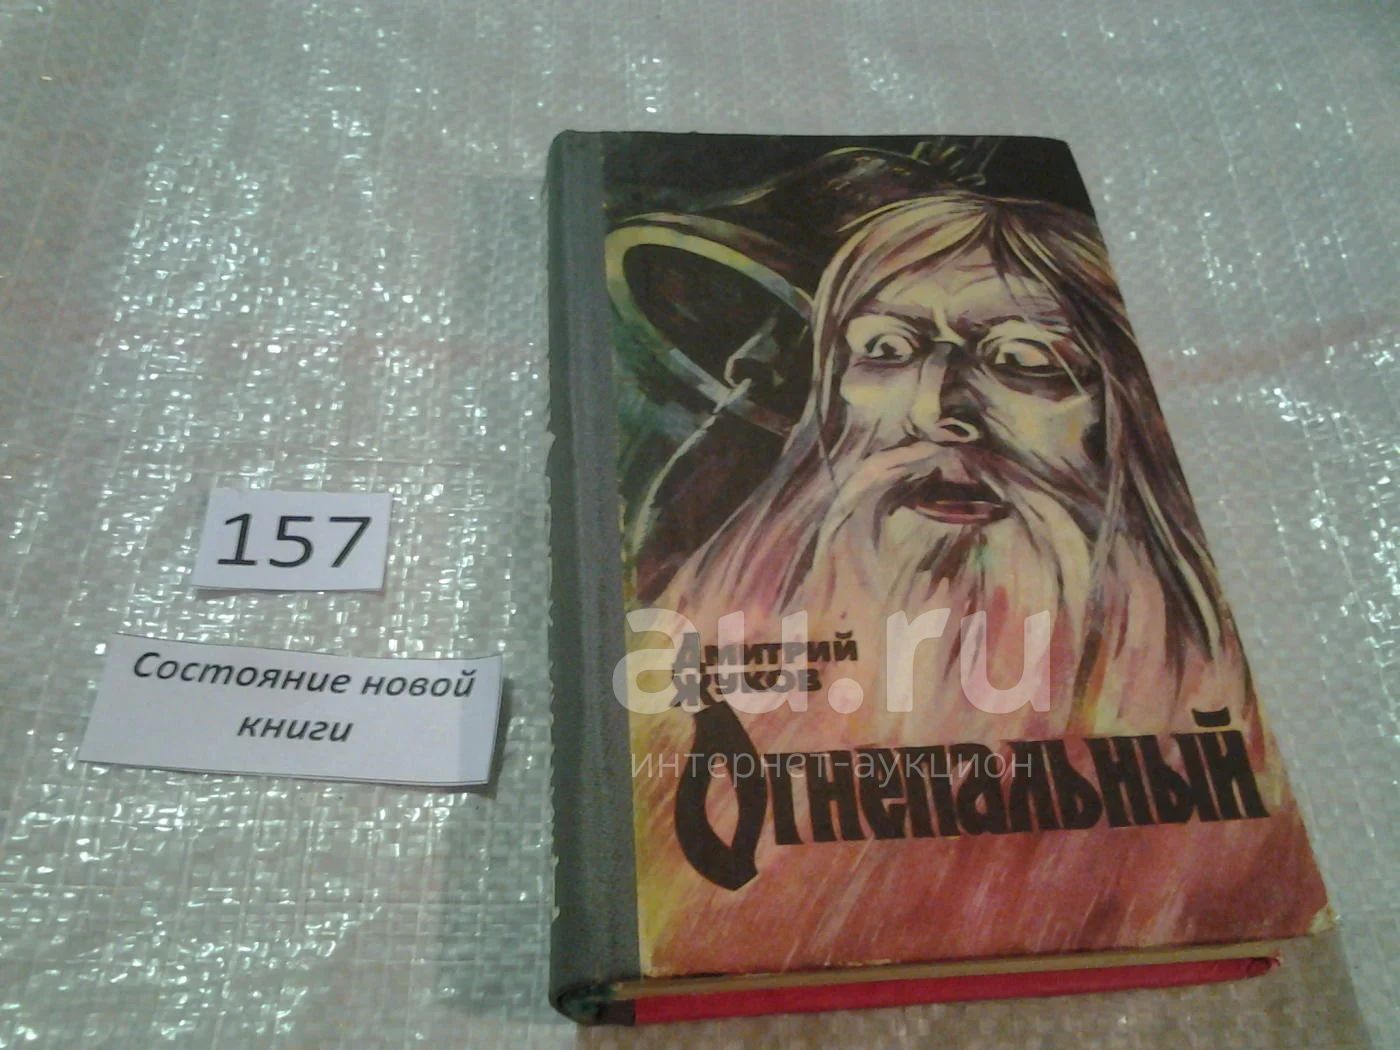 157
Состояние новой
книги
Дмитрий
Жуков
Огнепальный
au.ru
интернет-аукцион